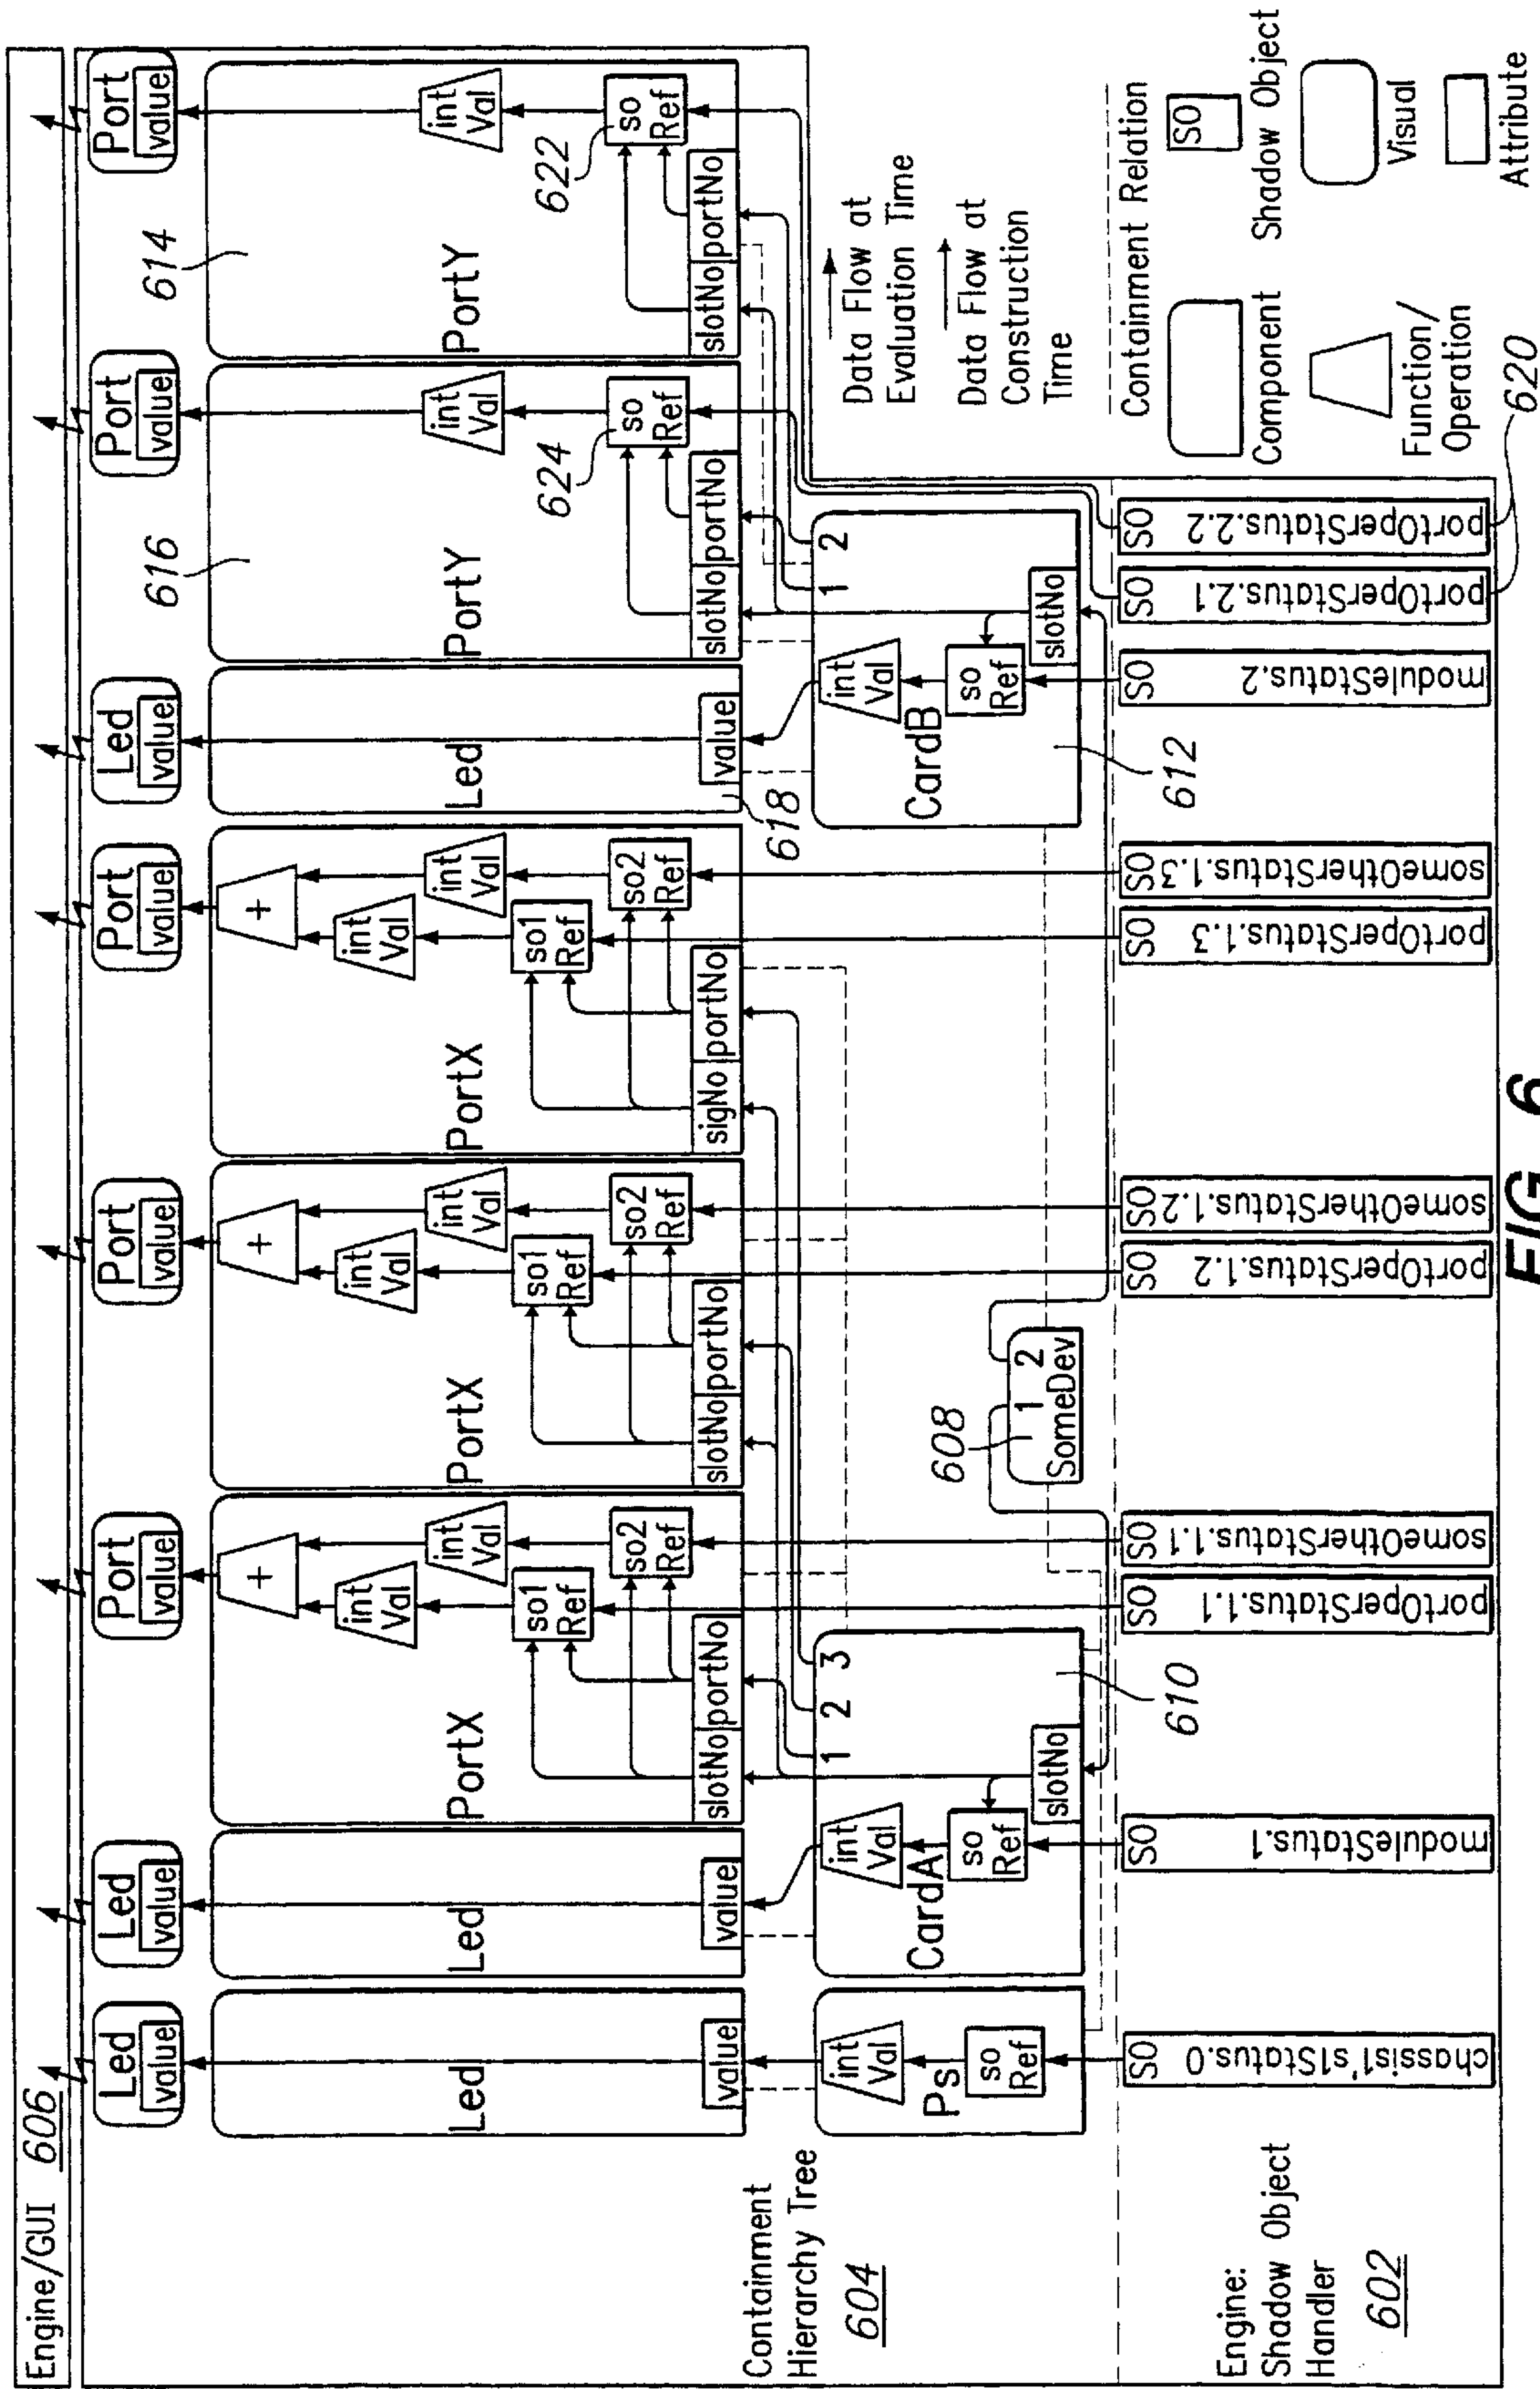 Engine/GUI 606
Led
value
Led
value
Port
value
Port
value
Port
value
Led
value
Port
value
Port
value
Led
value
Led
value
PortX
+
int
Val
int
Val
so1
Ref
so2
Ref
slotNo
portNo
PortX
+
int
Val
int
Val
so1
Ref
so2
Ref
slotNo
portNo
PortX
+
int
Val
int
Val
so1
Ref
so2
Ref
sigNo
portNo
Led
value
618
PortY
616
int
Val
so
Ref
624
slotNo
portNo
PortY
614
int
Val
so
Ref
622
slotNo
portNo
Containment
Hierarchy Tree
604
Ps
int
Val
so
Ref
CardA
int
Val
so
Ref
slotNo
1
2
3
610
608
1
2
SomeDev
CardB
int
Val
so
Ref
slotNo
1
2
612
Engine:
Shadow Object
Handler
602
SO
chassis1's1Status.0
SO
moduleStatus.1
SO
portOperStatus.1.1
SO
someOtherStatus.1.1
SO
portOperStatus.1.2
SO
someOtherStatus.1.2
SO
portOperStatus.1.3
SO
someOtherStatus.1.3
SO
moduleStatus.2
SO
portOperStatus.2.1
SO
portOperStatus.2.2
620
Data Flow at
Evaluation Time
Data Flow at
Construction
Time
Containment Relation
Component
SO
Shadow Object
Function/
Operation
Visual
Attribute
FIG. 6